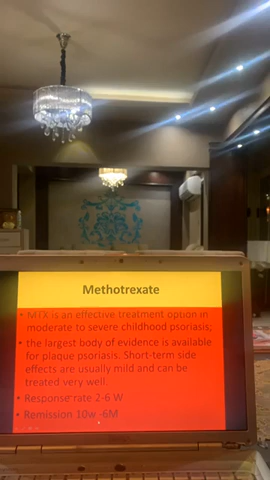 Methotrexate
• MTX is an effective treatment option in
moderate to severe childhood psoriasis;
• the largest body of evidence is available
for plaque psoriasis. Short-term side
effects are usually mild and can be
treated very well.
• Response rate 2-6 W
• Remission 10w -6M